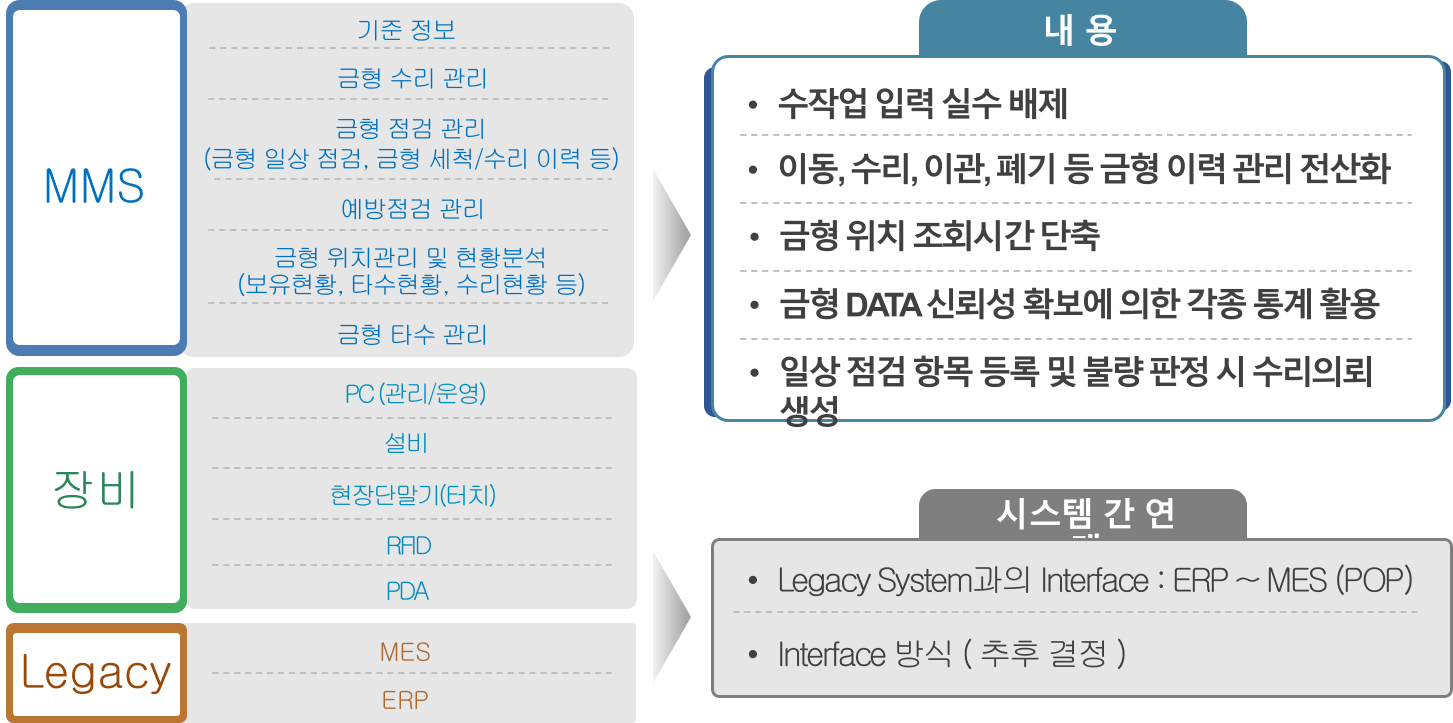 MMS
기준 정보
금형 수리 관리
금형 점검 관리
(금형 일상 점검, 금형 세척/수리 이력 등)
예방점검 관리
금형 위치관리 및 현황분석
(보유현황, 타수현황, 수리현황 등)
금형 타수 관리
장비
PC (관리/운영)
설비
현장단말기(터치)
RFID
PDA
Legacy
MES
ERP
내 용
• 수작업 입력 실수 배제
• 이동, 수리, 이관, 폐기 등 금형 이력 관리 전산화
• 금형 위치 조회시간 단축
• 금형 DATA 신뢰성 확보에 의한 각종 통계 활용
• 일상 점검 항목 등록 및 불량 판정 시 수리의뢰
생성
시스템 간 연
• Legacy System과의 Interface : ERP ~ MES (POP)
• Interface 방식 ( 추후 결정 )